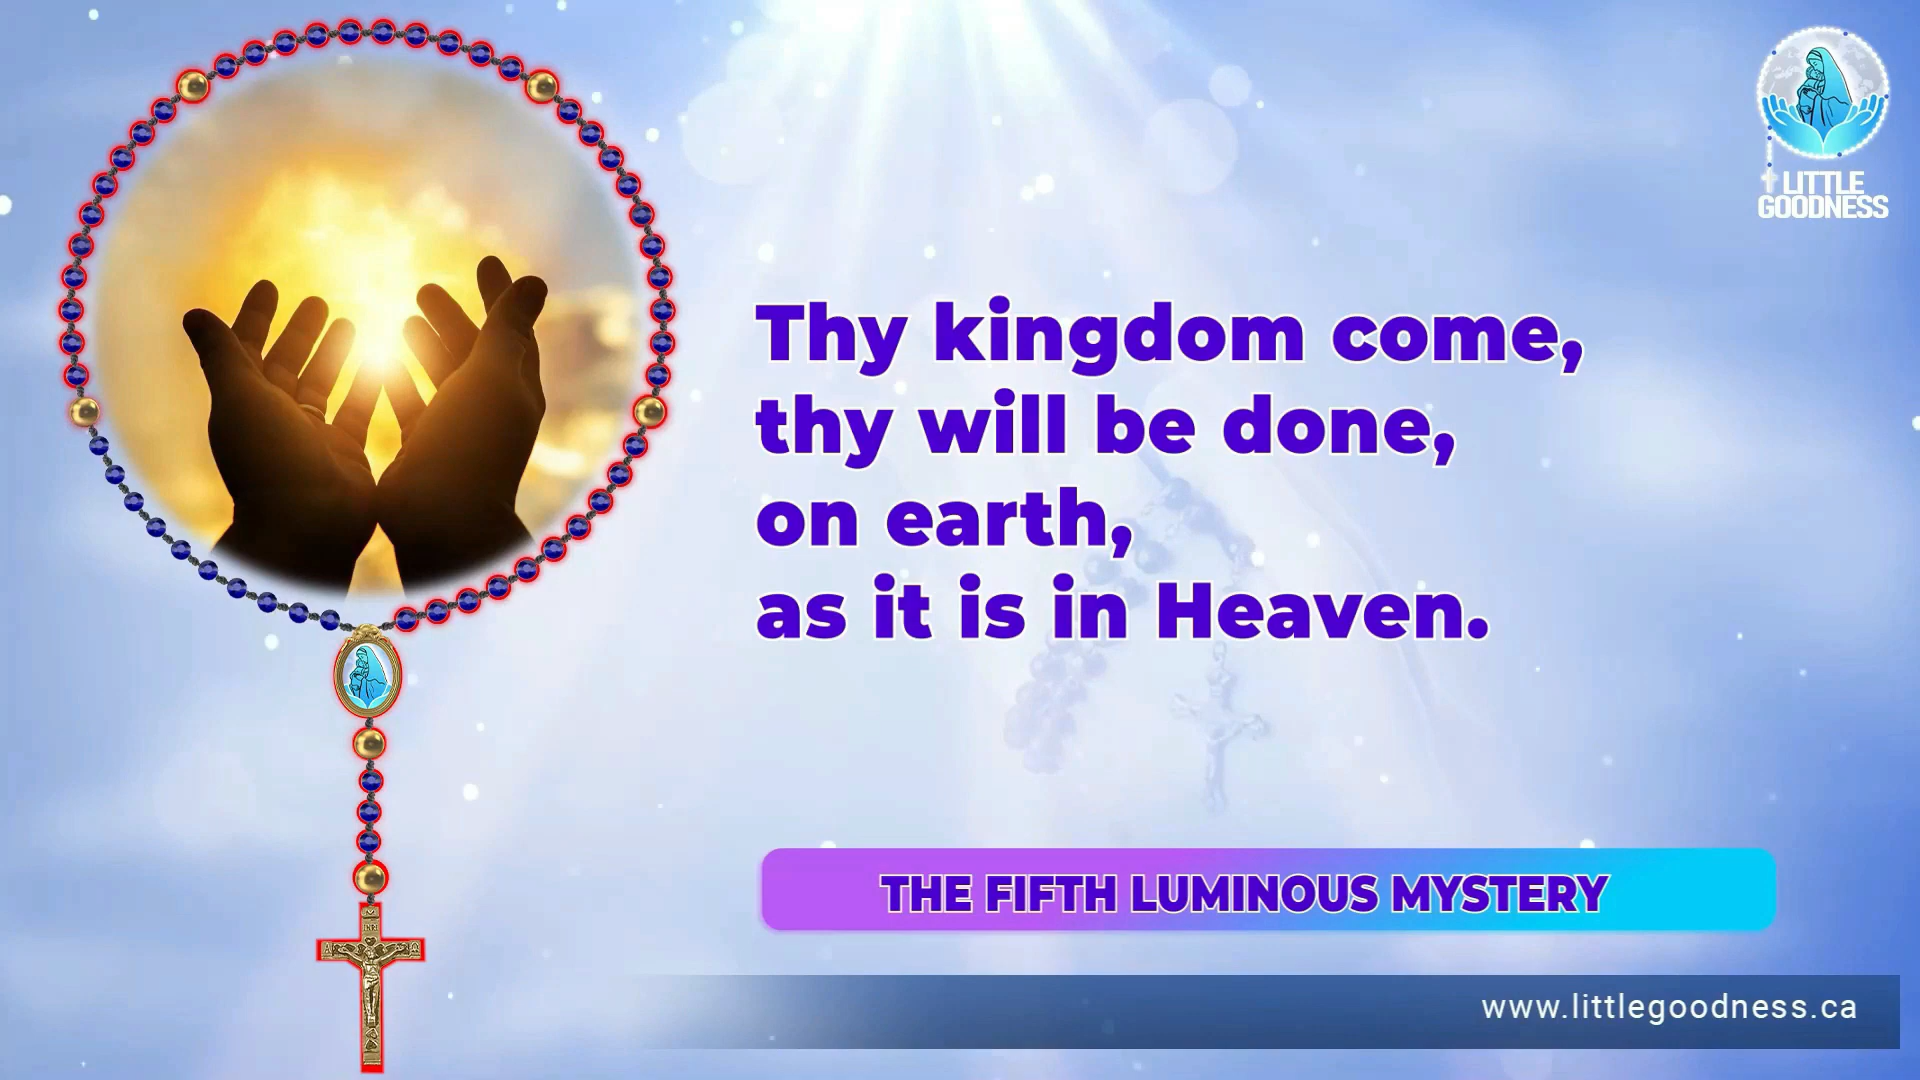 LITTLE
GOODNESS
Thy kingdom come,
thy will be done,
on earth,
as it is in Heaven.
THE FIFTH LUMINOUS MYSTERY
INRI
www.littlegoodness.ca